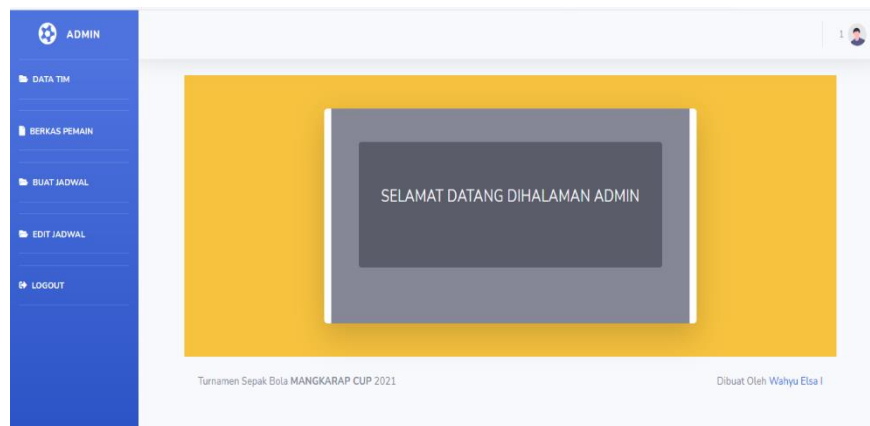 ADMIN
1
DATA TIM
BERKAS PEMAIN
BUAT JADWAL
EDIT JADWAL
LOGOUT
SELAMAT DATANG DIHALAMAN ADMIN
Turnamen Sepak Bola MANGKARAP CUP 2021
Dibuat Oleh Wahyu Elsa I